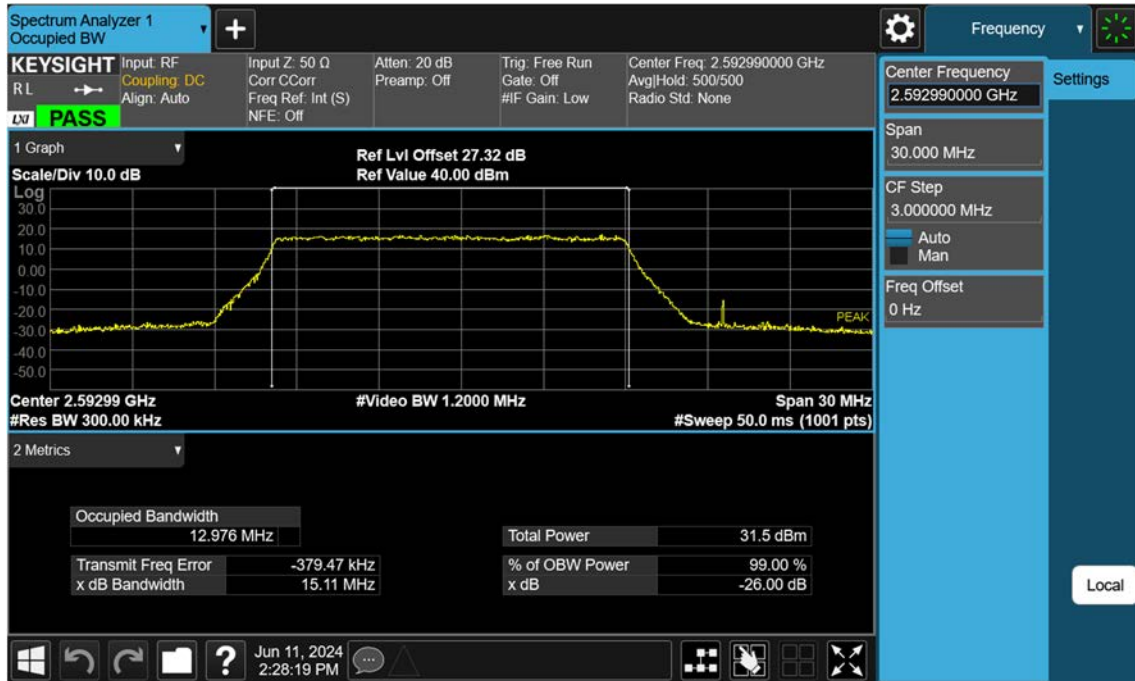 Spectrum Analyzer 1
Occupied BW
Frequency
KEYSIGHT
R L
LXI
PASS
Input: RF
Coupling: DC
Align: Auto
Input Z: 50 Ω
Corr CCorr
Freq Ref: Int (S)
NFE: Off
Atten: 20 dB
Preamp: Off
Trig: Free Run
Gate: Off
#IF Gain: Low
Center Freq: 2.592990000 GHz
Avg|Hold: 500/500
Radio Std: None
Center Frequency
2.592990000 GHz
Settings
Span
30.000 MHz
CF Step
3.000000 MHz
Auto
Man
Freq Offset
0 Hz
Local
1 Graph
Scale/Div 10.0 dB
Ref Lvl Offset 27.32 dB
Ref Value 40.00 dBm
Log
30.0
20.0
10.0
0.00
-10.0
-20.0
-30.0
-40.0
-50.0
PEAK
Center 2.59299 GHz
#Video BW 1.2000 MHz
Span 30 MHz
#Res BW 300.00 kHz
#Sweep 50.0 ms (1001 pts)
2 Metrics
Occupied Bandwidth
12.976 MHz
Total Power 31.5 dBm
Transmit Freq Error -379.47 kHz
% of OBW Power 99.00 %
x dB Bandwidth 15.11 MHz
x dB -26.00 dB
?
Jun 11, 2024
2:28:19 PM